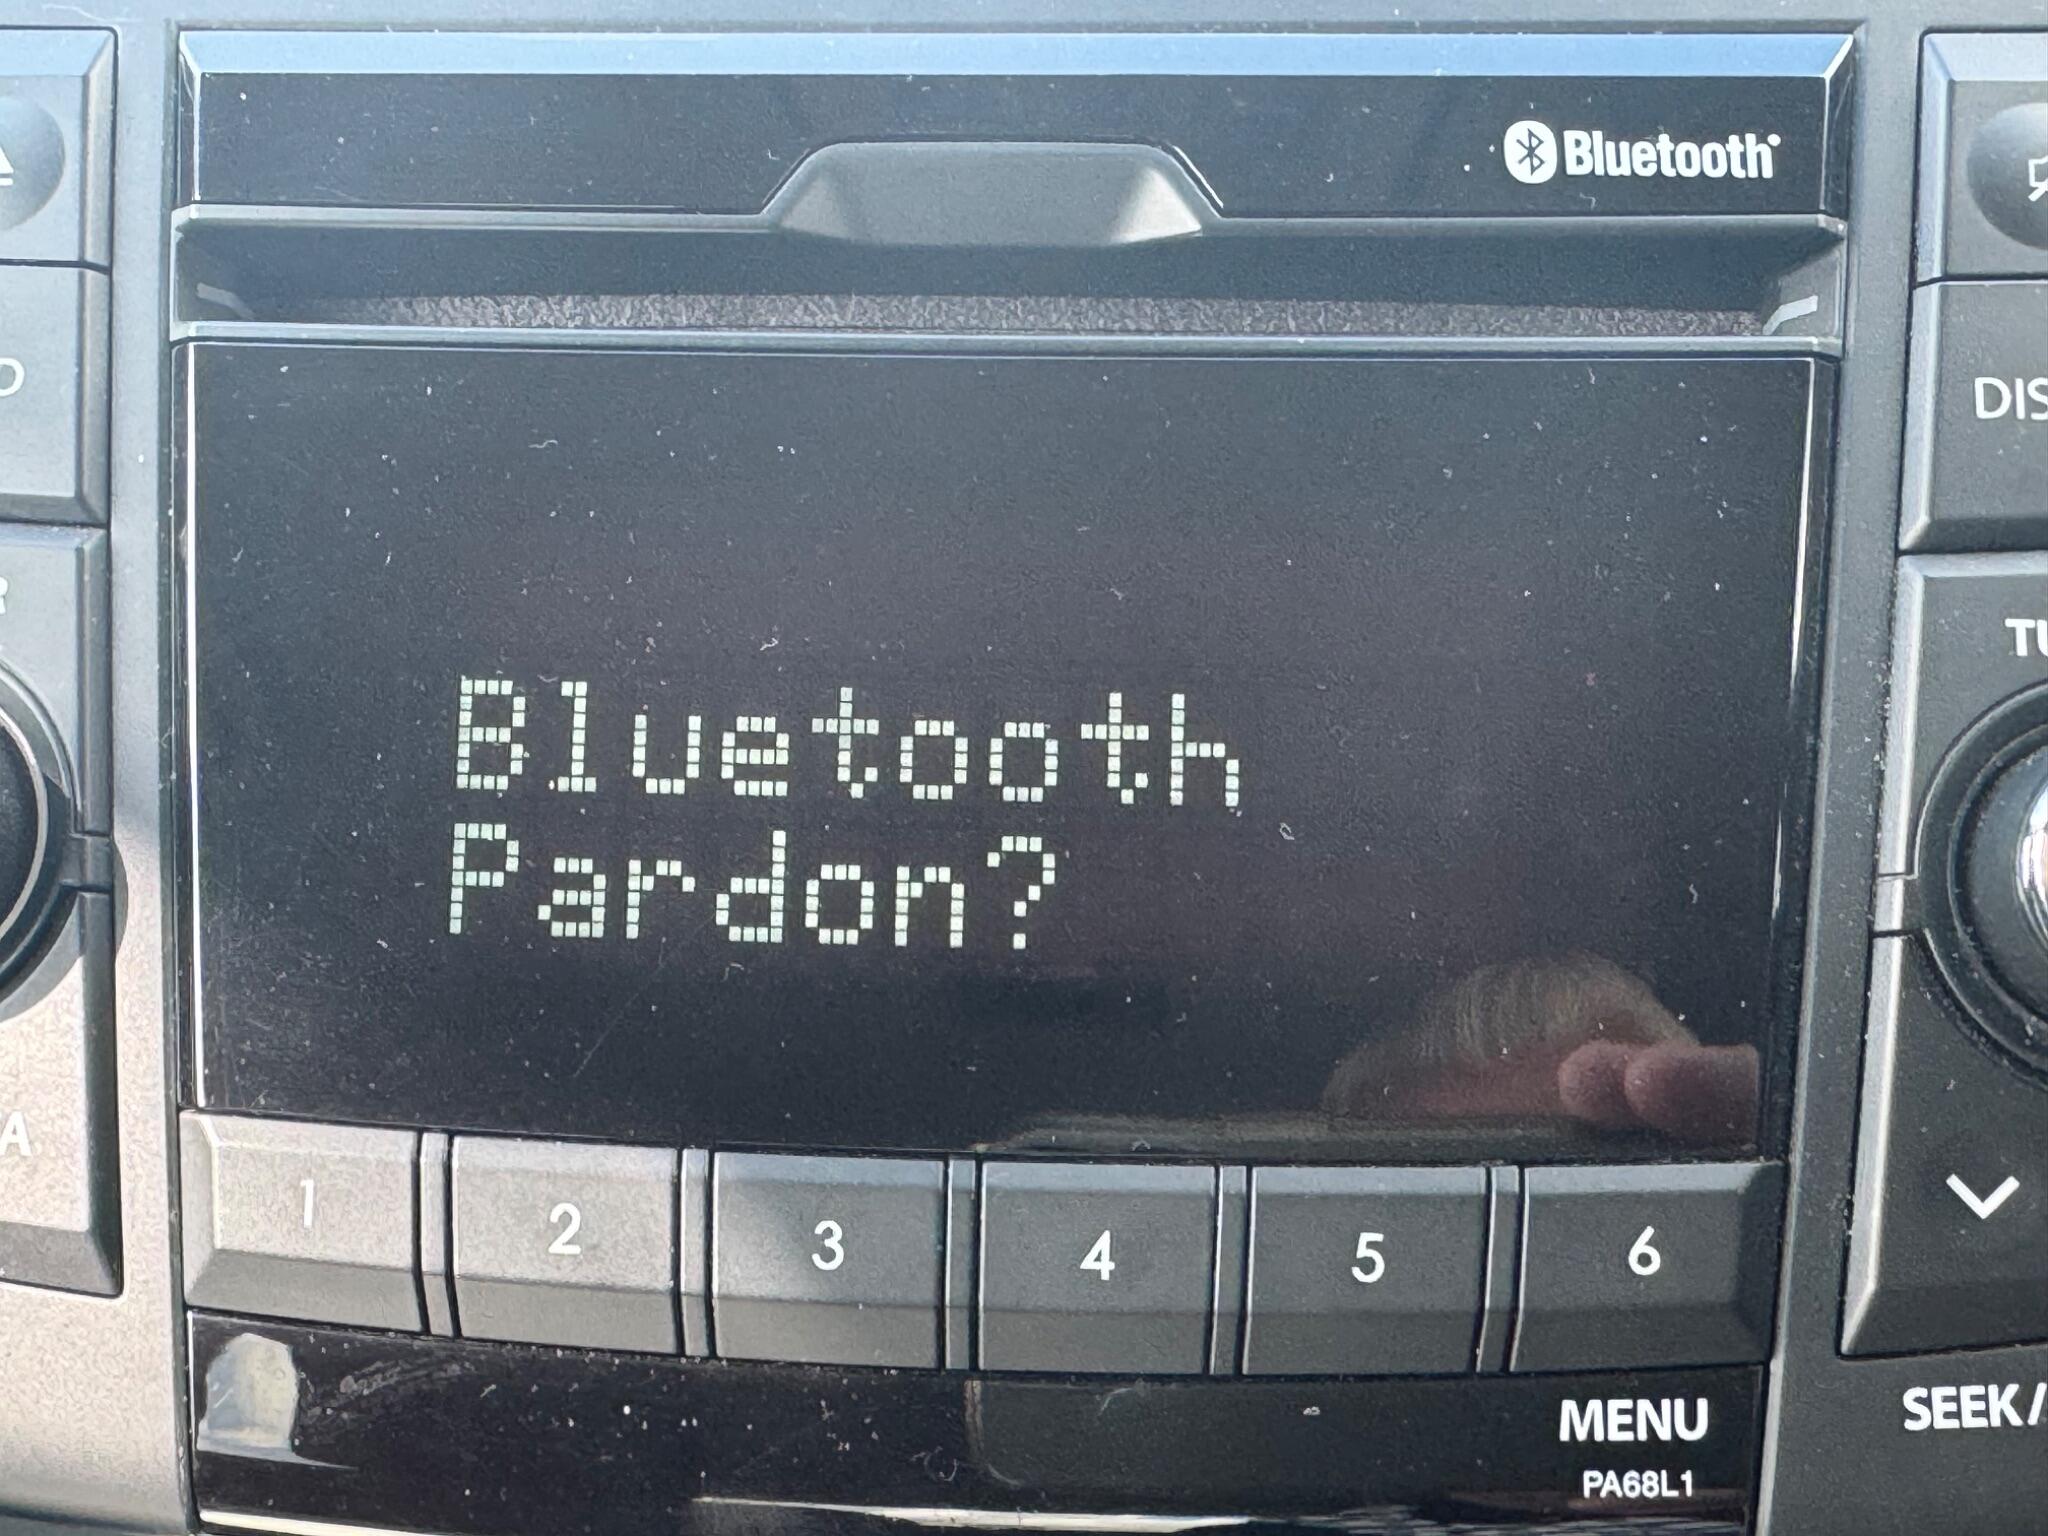 Bluetooth
DIS
Bluetooth
Pardon?
1 2 3 4 5 6
MENU
PA68L1
SEEK/